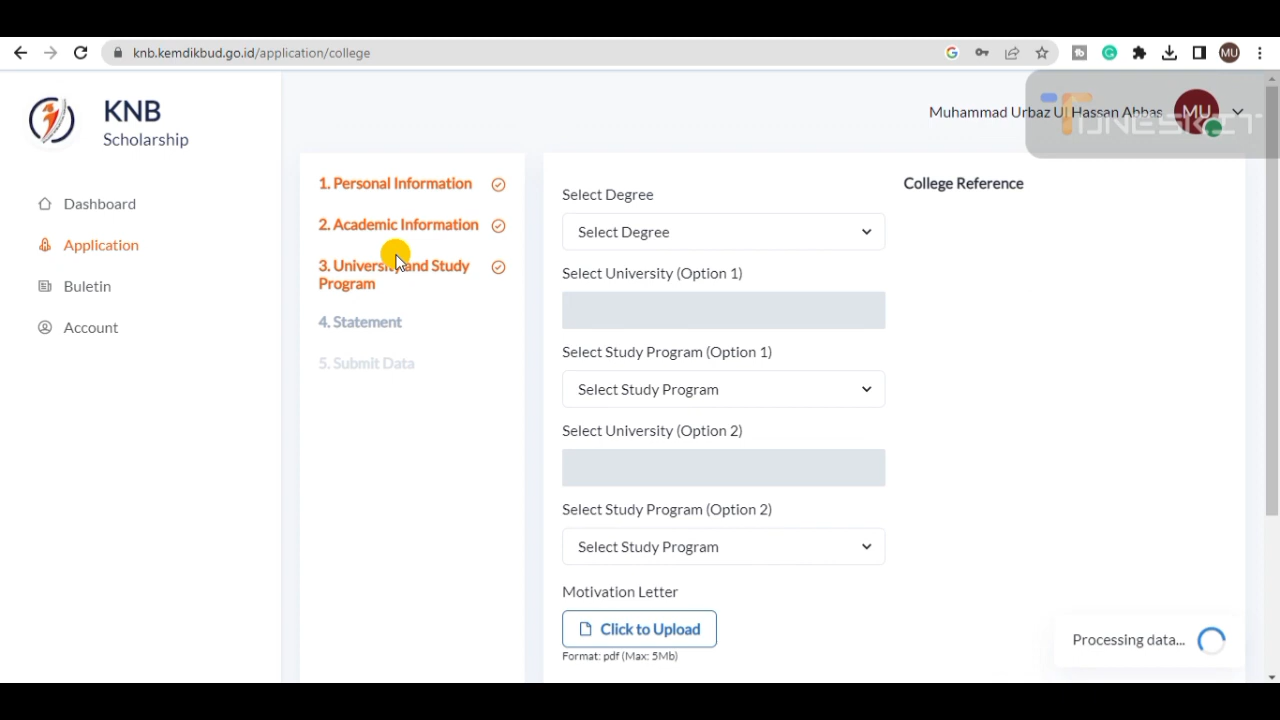 knb.kemdikbud.go.id/application/college
MU
KNB
Scholarship
Muhammad Urbaz Ul Hassan Abbas
MU
TUNESKIT
Dashboard
Application
Buletin
Account
1. Personal Information
2. Academic Information
3. University and Study
Program
4. Statement
5. Submit Data
Select Degree
Select Degree
Select University (Option 1)
Select Study Program (Option 1)
Select Study Program
Select University (Option 2)
Select Study Program (Option 2)
Select Study Program
Motivation Letter
Click to Upload
Format: pdf (Max: 5Mb)
College Reference
Processing data...